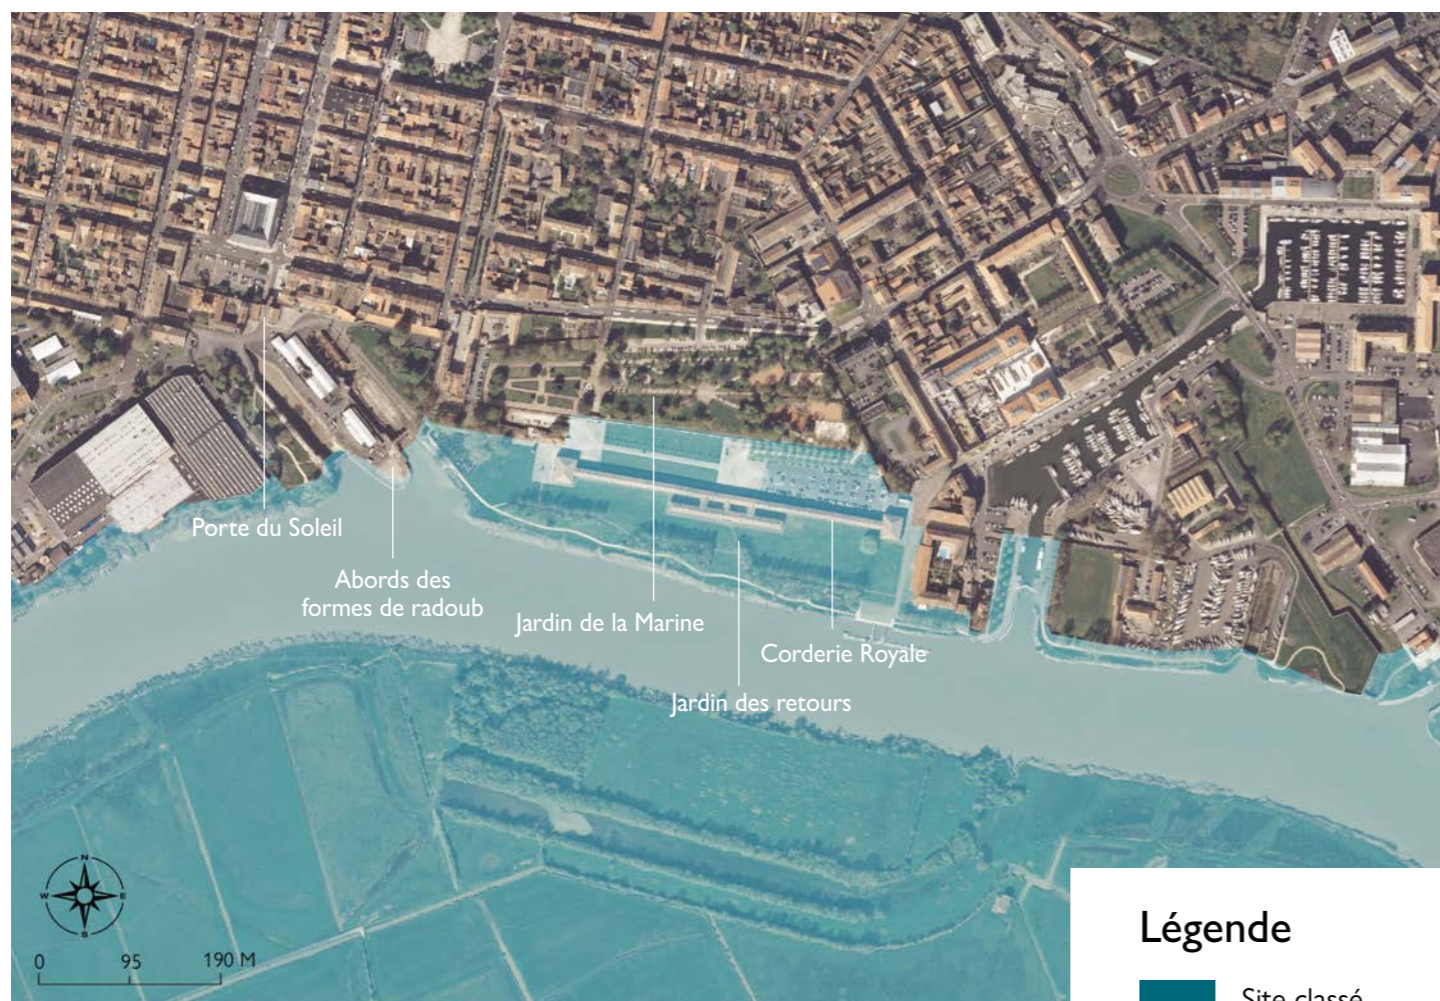 Porte du Soleil
Abords des
formes de radoub
Jardin de la Marine
Corderie Royale
Jardin des retours
N
W
E
S
0 95 190 M
Légende
Site classé